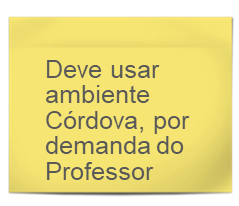 Deve usar
ambiente
Córdova, por
demanda do
Professor